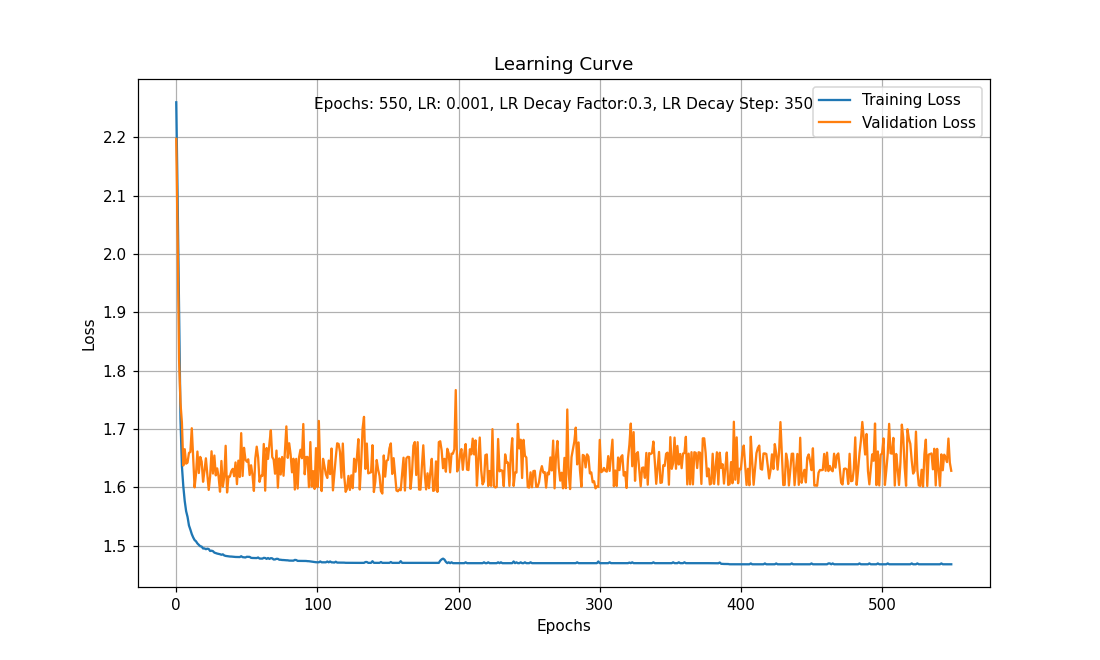 Learning Curve
Epochs: 550, LR: 0.001, LR Decay Factor:0.3, LR Decay Step: 350
Training Loss
Validation Loss
2.2
2.1
2.0
1.9
1.8
1.7
1.6
1.5
Loss
0 100 200 300 400 500
Epochs